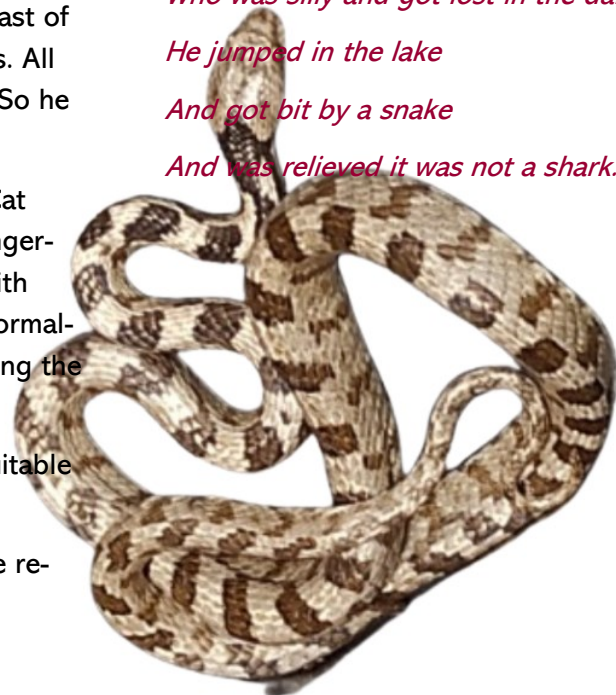 ast of
s. All
So he
Cat
nger-
ith
ormal-
ng the
itable
e re-
Who was silly and got lost in the da
He jumped in the lake
And got bit by a snake
And was relieved it was not a shark.